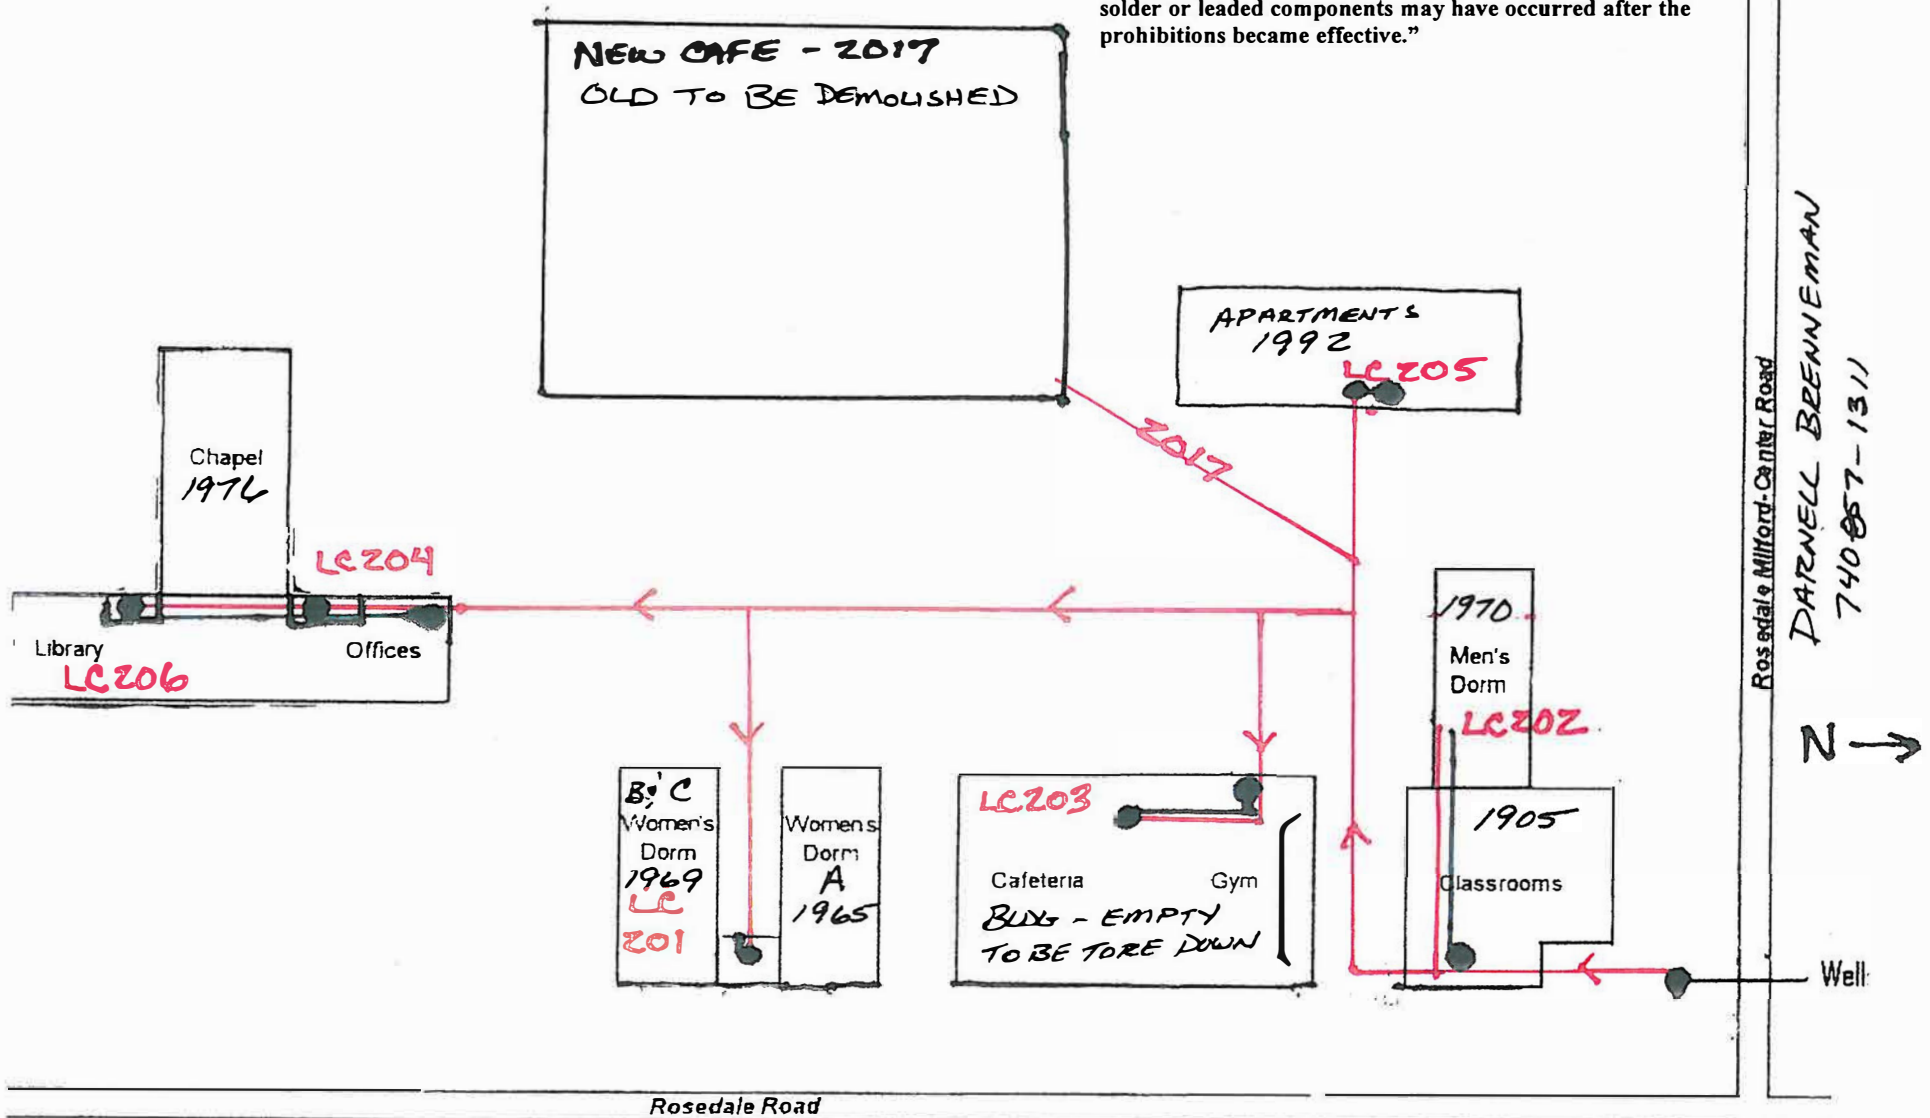 solder or leaded components may have occurred after the
prohibitions became effective.”
NEW CAFE - 2017
OLD TO BE DEMOLISHED
APARTMENTS
1992
LC205
2017
Chapel
1976
LC204
Library
Offices
LC206
1970
Men's
Dorm
LC202
1905
Classrooms
B, C
Women's
Dorm
1969
LC
201
Women's
Dorm
A
1965
LC203
Cafeteria
Gym
BLDG - EMPTY
TO BE TORE DOWN
Rosedale Milford-Center Road
DARNELL BRENNEMAN
740 857-1311
N
Well
Rosedale Road